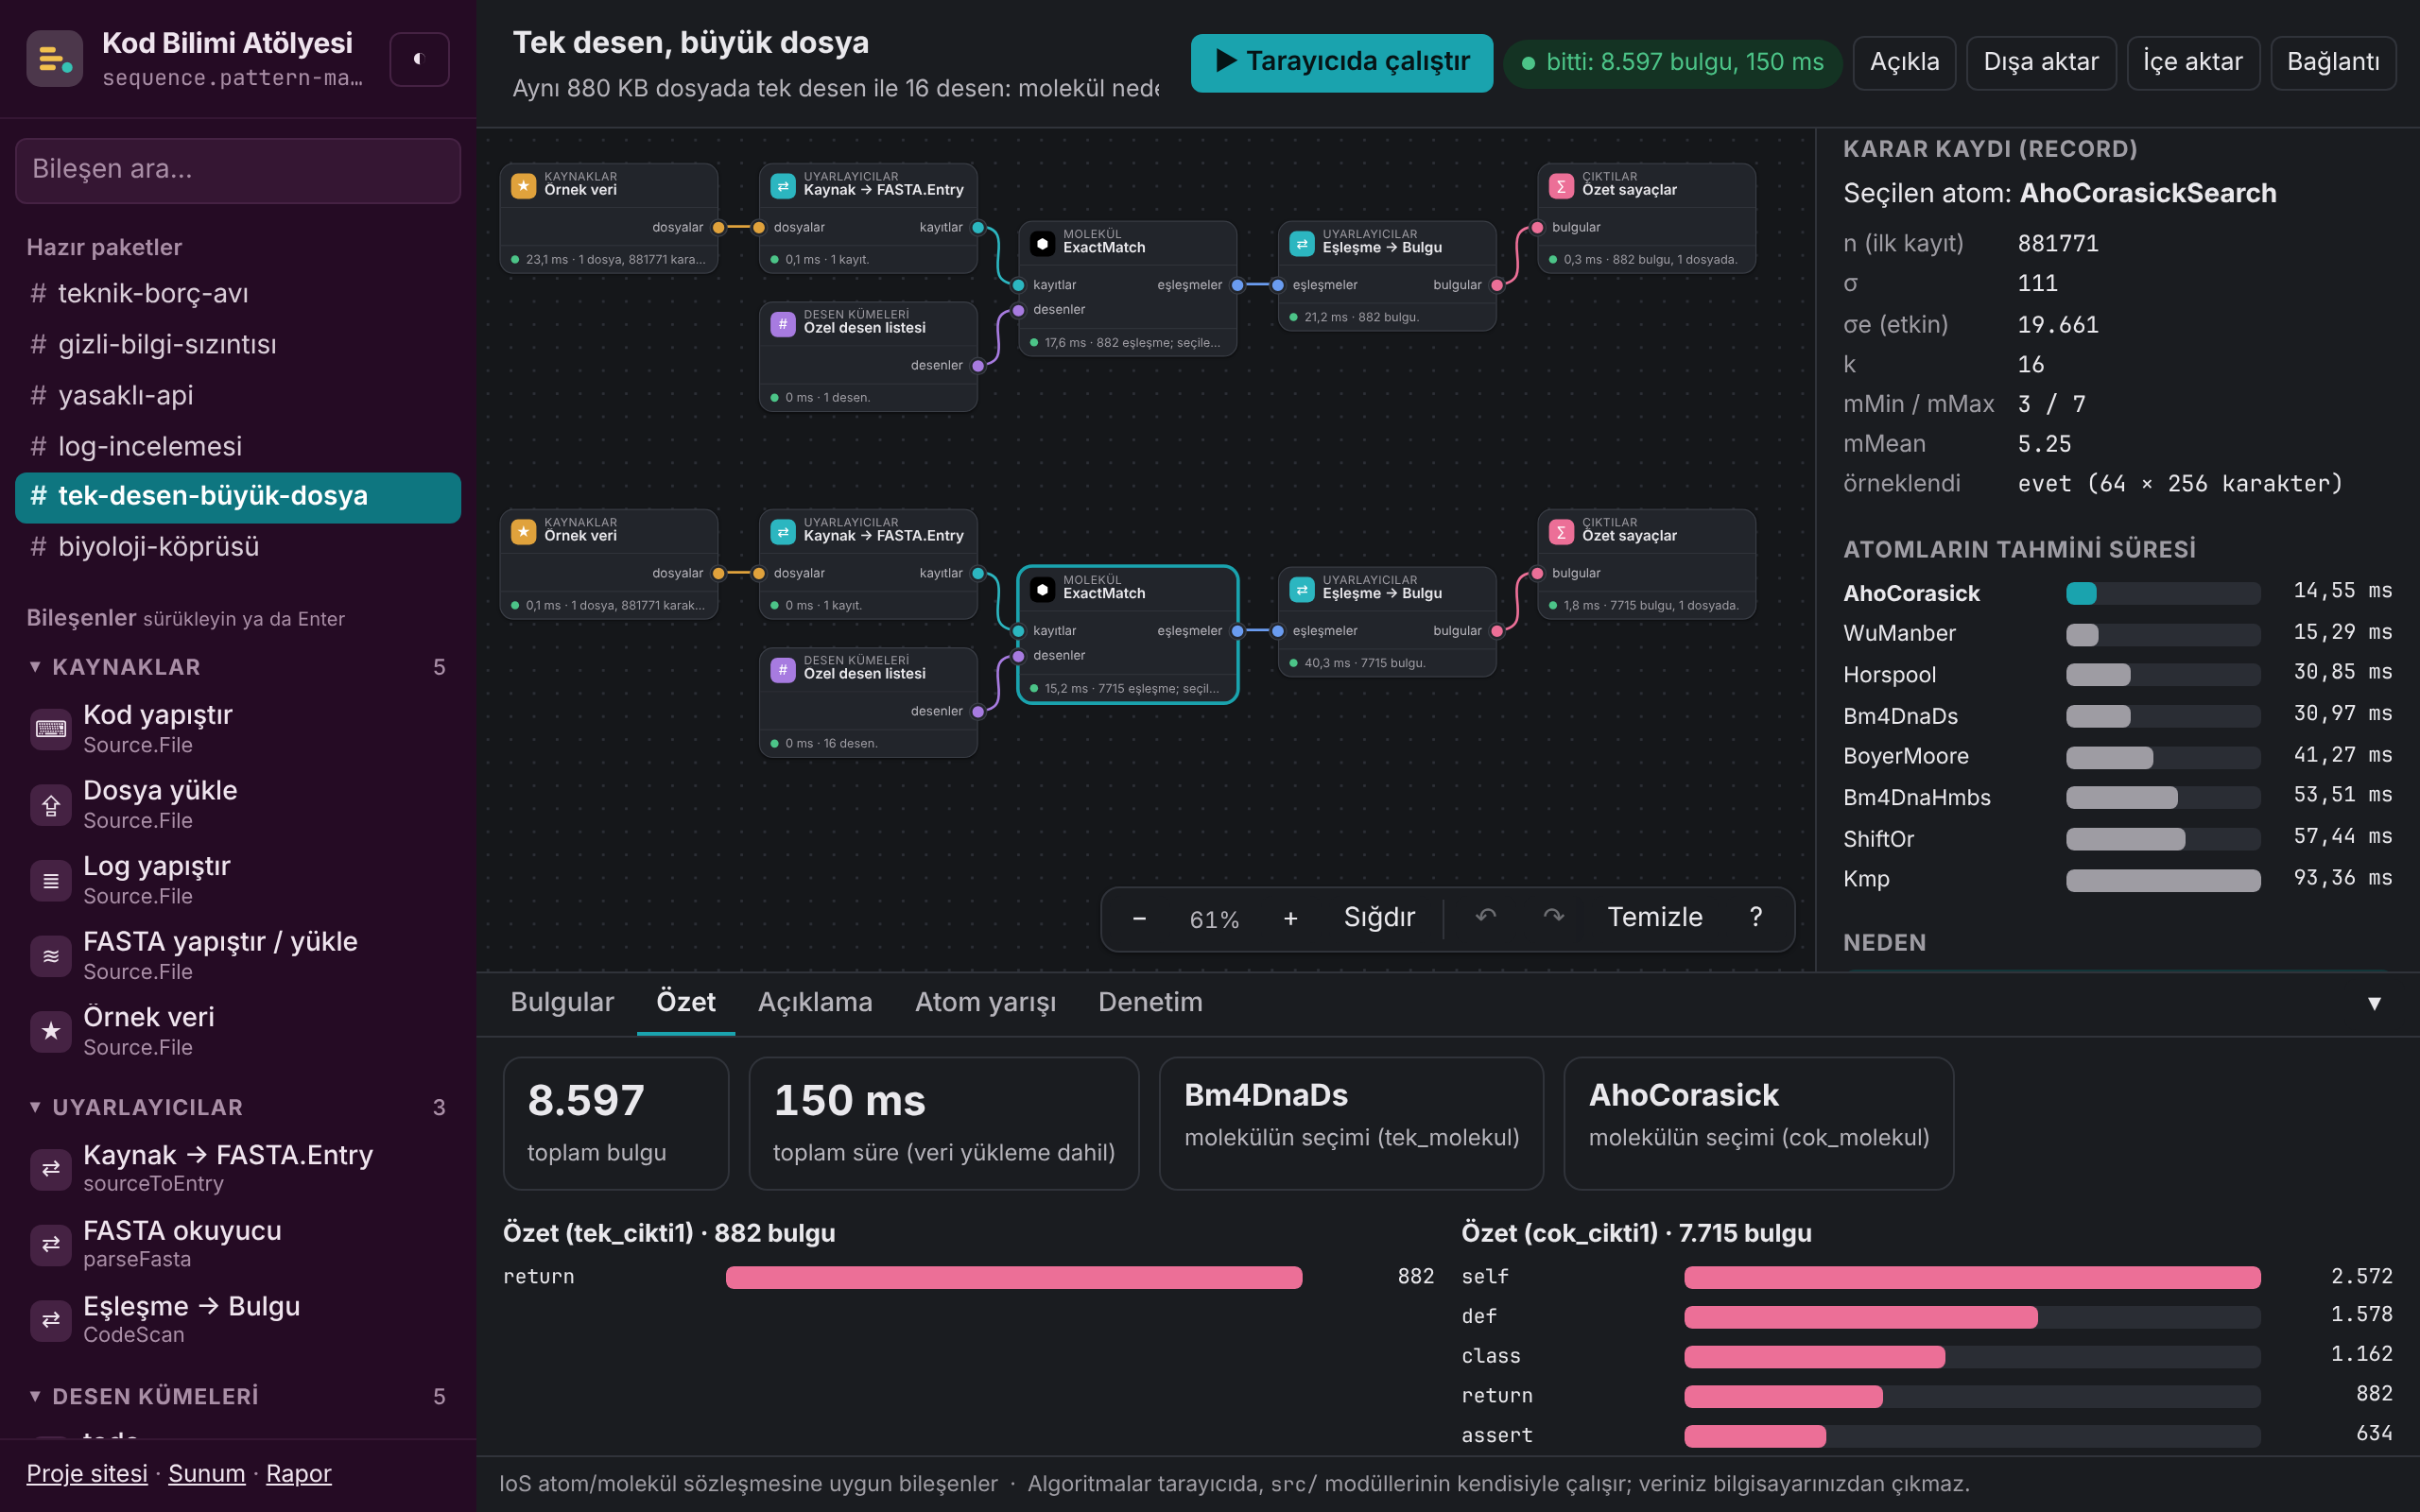 Kod Bilimi Atölyesi
sequence.pattern-ma…
Bileşen ara…
Hazır paketler
# teknik-borç-avı
# gizli-bilgi-sızıntısı
# yasaklı-api
# log-incelemesi
# tek-desen-büyük-dosya
# biyoloji-köprüsü
Bileşenler sürükleyin ya da Enter
▼ KAYNAKLAR 5
Kod yapıştır
Source.File
Dosya yükle
Source.File
Log yapıştır
Source.File
FASTA yapıştır / yükle
Source.File
Örnek veri
Source.File
▼ UYARLAYICILAR 3
Kaynak → FASTA.Entry
sourceToEntry
FASTA okuyucu
parseFasta
Eşleşme → Bulgu
CodeScan
▼ DESEN KÜMELERİ 5
Proje sitesi · Sunum · Rapor
Tek desen, büyük dosya
Aynı 880 KB dosyada tek desen ile 16 desen: molekül
▶ Tarayıcıda çalıştır
bitti: 8.597 bulgu, 150 ms
Açıkla
Dışa aktar
İçe aktar
Bağlantı
KAYNAKLAR
Örnek veri
dosyalar
23,1 ms · 1 dosya, 881771 kara…
UYARLAYICILAR
Kaynak → FASTA.Entry
dosyalar kayıtlar
0,1 ms · 1 kayıt.
DESEN KÜMELERİ
Özel desen listesi
desenler
0 ms · 1 desen.
MOLEKÜL
ExactMatch
kayıtlar eşleşmeler
desenler
17,6 ms · 882 eşleşme; seçile…
UYARLAYICILAR
Eşleşme → Bulgu
eşleşmeler bulgular
21,2 ms · 882 bulgu.
ÇIKTILAR
Özet sayaçlar
bulgular
0,3 ms · 882 bulgu, 1 dosyada.
KAYNAKLAR
Örnek veri
dosyalar
0,1 ms · 1 dosya, 881771 karak…
UYARLAYICILAR
Kaynak → FASTA.Entry
dosyalar kayıtlar
0 ms · 1 kayıt.
DESEN KÜMELERİ
Özel desen listesi
desenler
0 ms · 16 desen.
MOLEKÜL
ExactMatch
kayıtlar eşleşmeler
desenler
15,2 ms · 7715 eşleşme; seçil…
UYARLAYICILAR
Eşleşme → Bulgu
eşleşmeler bulgular
40,3 ms · 7715 bulgu.
ÇIKTILAR
Özet sayaçlar
bulgular
1,8 ms · 7715 bulgu, 1 dosyada.
− 61% + Sığdır ↶ ↷ Temizle ?
KARAR KAYDI (RECORD)
Seçilen atom: AhoCorasickSearch
n (ilk kayıt) 881771
σ 111
σe (etkin) 19.661
k 16
mMin / mMax 3 / 7
mMean 5.25
örneklendi evet (64 × 256 karakter)
ATOMLARIN TAHMİNİ SÜRESİ
AhoCorasick 14,55 ms
WuManber 15,29 ms
Horspool 30,85 ms
Bm4DnaDs 30,97 ms
BoyerMoore 41,27 ms
Bm4DnaHmbs 53,51 ms
ShiftOr 57,44 ms
Kmp 93,36 ms
NEDEN
Bulgular Özet Açıklama Atom yarışı Denetim ▼
8.597
toplam bulgu
150 ms
toplam süre (veri yükleme dahil)
Bm4DnaDs
molekülün seçimi (tek_molekul)
AhoCorasick
molekülün seçimi (cok_molekul)
Özet (tek_cikti1) · 882 bulgu
return 882
Özet (cok_cikti1) · 7.715 bulgu
self 2.572
def 1.578
class 1.162
return 882
assert 634
IoS atom/molekül sözleşmesine uygun bileşenler · Algoritmalar tarayıcıda, src/ modüllerinin kendisiyle çalışır; veriniz bilgisayarınızdan çıkmaz.